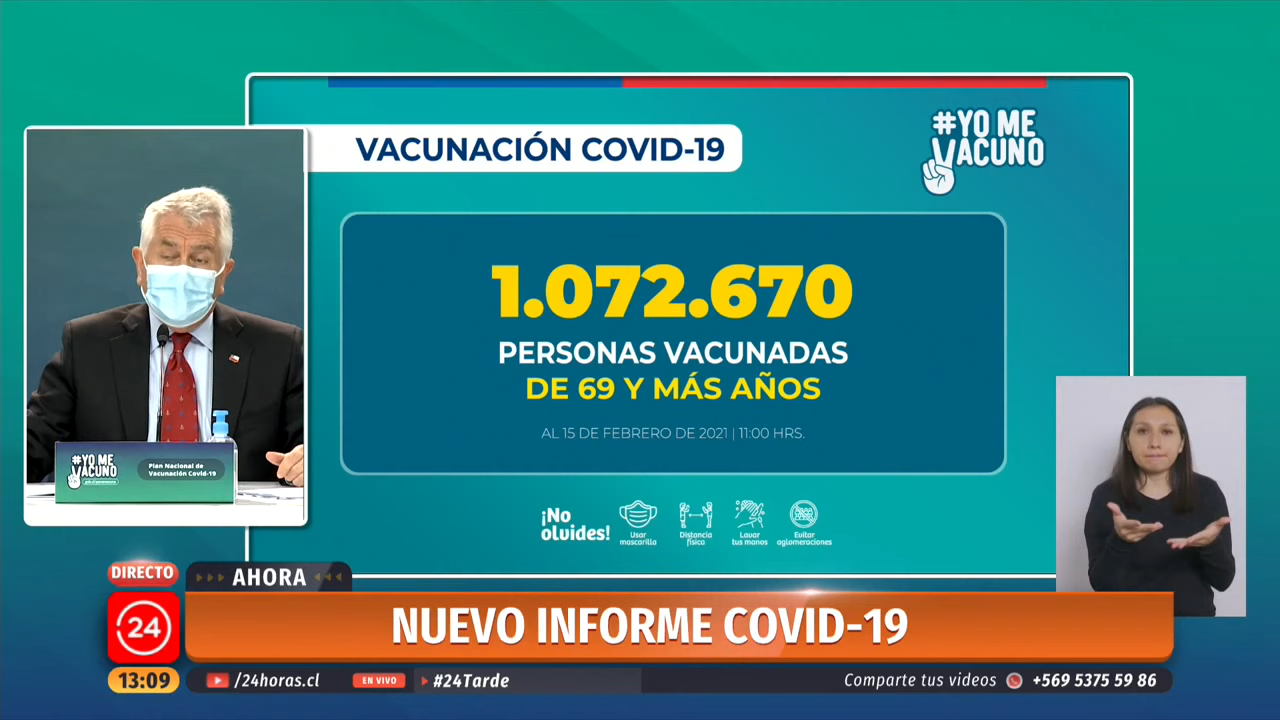 VACUNACIÓN COVID-19
#YO ME
VACUNO
1.072.670
PERSONAS VACUNADAS
DE 69 Y MÁS AÑOS
AL 15 DE FEBRERO DE 2021 | 11:00 HRS.
#YO ME
VACUNO
Plan Nacional de
Vacunación Covid-19
¡No
olvides!
Usar
mascarilla
Distancia
física
Lavar
tus manos
Evitar
aglomeraciones
DIRECTO
AHORA
24
NUEVO INFORME COVID-19
13:09
/24horas.cl
EN VIVO
#24Tarde
Comparte tus videos
+569 5375 59 86